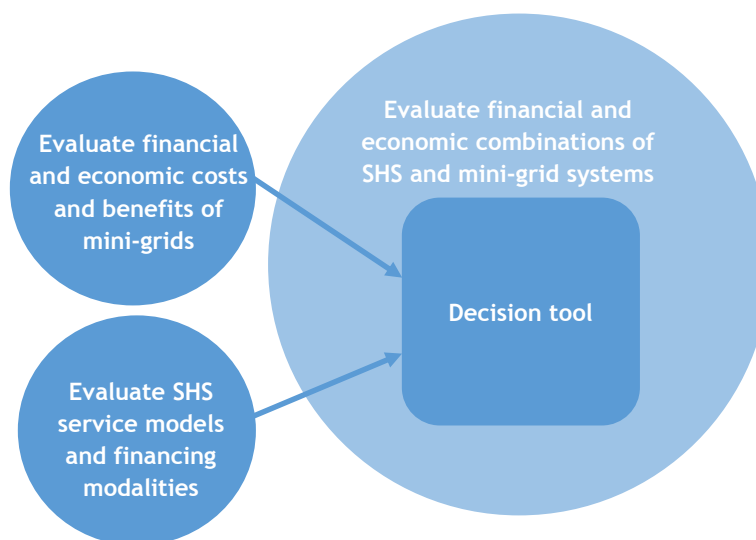 Evaluate financial and
economic combinations of
SHS and mini-grid systems
Evaluate financial
and economic costs
and benefits of
mini-grids
Decision tool
Evaluate SHS
service models
and financing
modalities